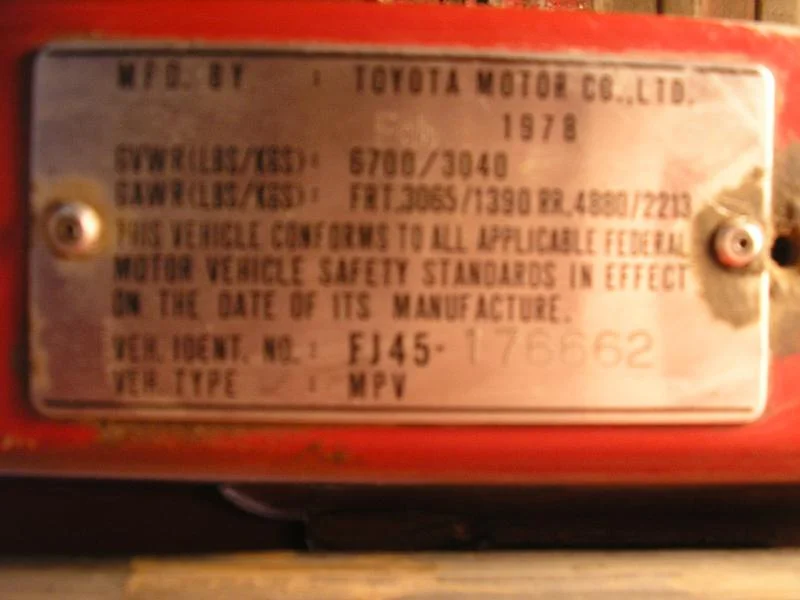 MFD. BY : TOYOTA MOTOR CO., LTD.
1978
GVWR(LBS/KGS): 6700/3040
GAWR(LBS/KGS): FRT.3065/1390 RR.4880/2213
THIS VEHICLE CONFORMS TO ALL APPLICABLE FEDERAL
MOTOR VEHICLE SAFETY STANDARDS IN EFFECT
ON THE DATE OF ITS MANUFACTURE.
VEH. IDENT. NO.: FJ45-176662
VEH. TYPE : MPV